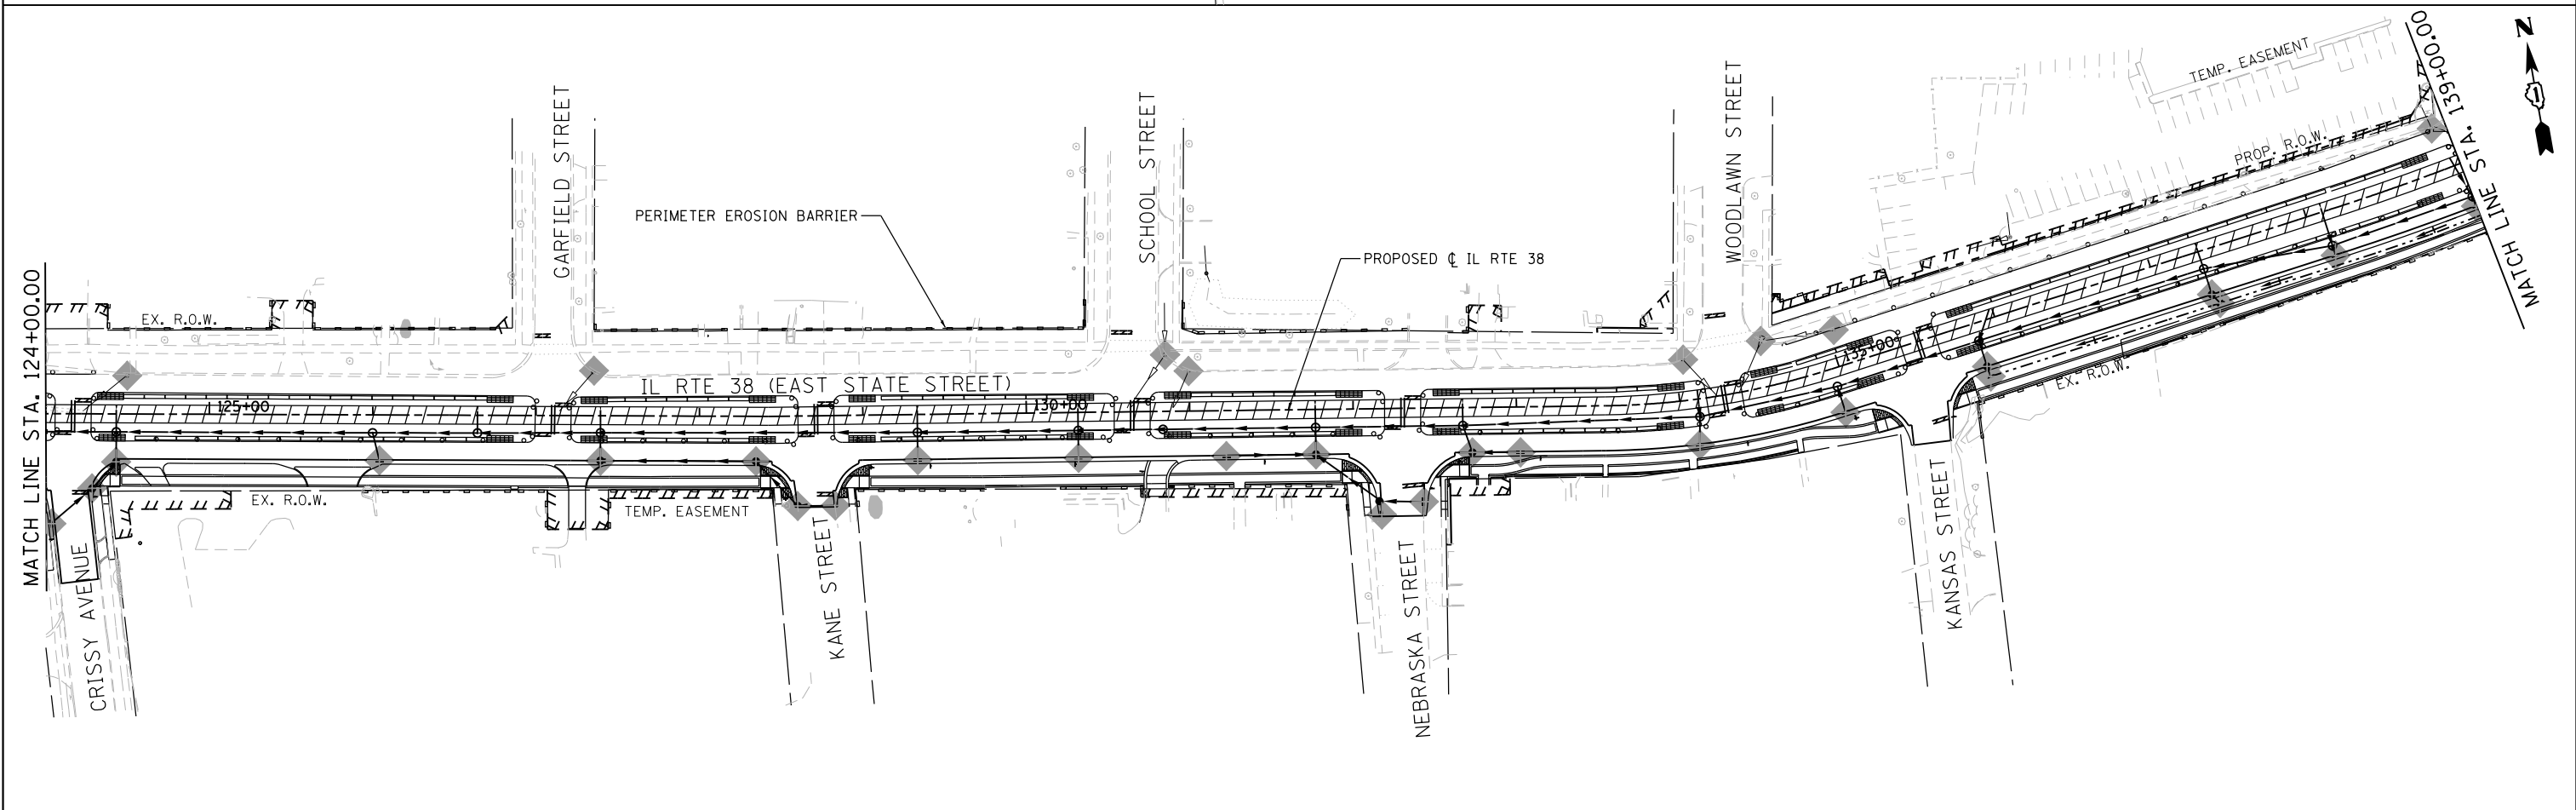 N
TEMP. EASEMENT
MATCH LINE STA. 139+00.00
PROP. R.O.W.
GARFIELD STREET
SCHOOL STREET
WOODLAWN STREET
PERIMETER EROSION BARRIER
PROPOSED ℄ IL RTE 38
MATCH LINE STA. 124+00.00
EX. R.O.W.
IL RTE 38 (EAST STATE STREET)
125+00
130+00
135+00
EX. R.O.W.
EX. R.O.W.
TEMP. EASEMENT
CRISSY AVENUE
KANE STREET
NEBRASKA STREET
KANSAS STREET